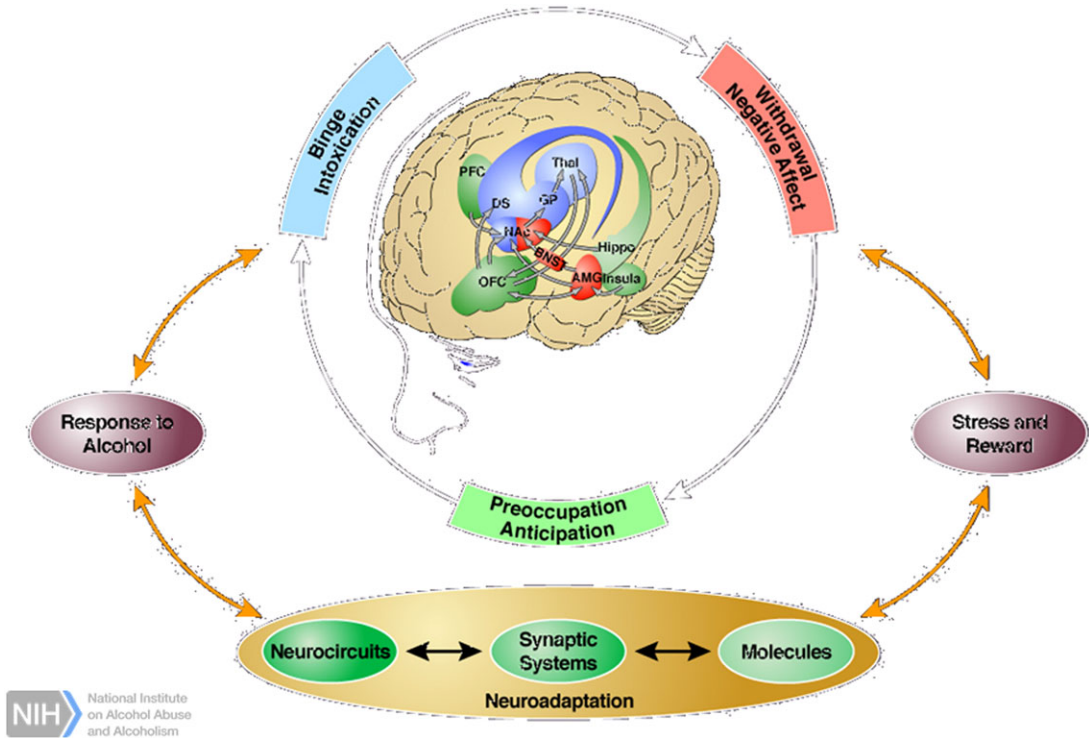 Binge
Intoxication
Withdrawal
Negative Affect
PFC
Thal
DS
GP
NAc
BNST
Hippo
OFC
AMG
Insula
Response to
Alcohol
Stress and
Reward
Preoccupation
Anticipation
Neurocircuits
Synaptic
Systems
Molecules
Neuroadaptation
NIH
National Institute
on Alcohol Abuse
and Alcoholism